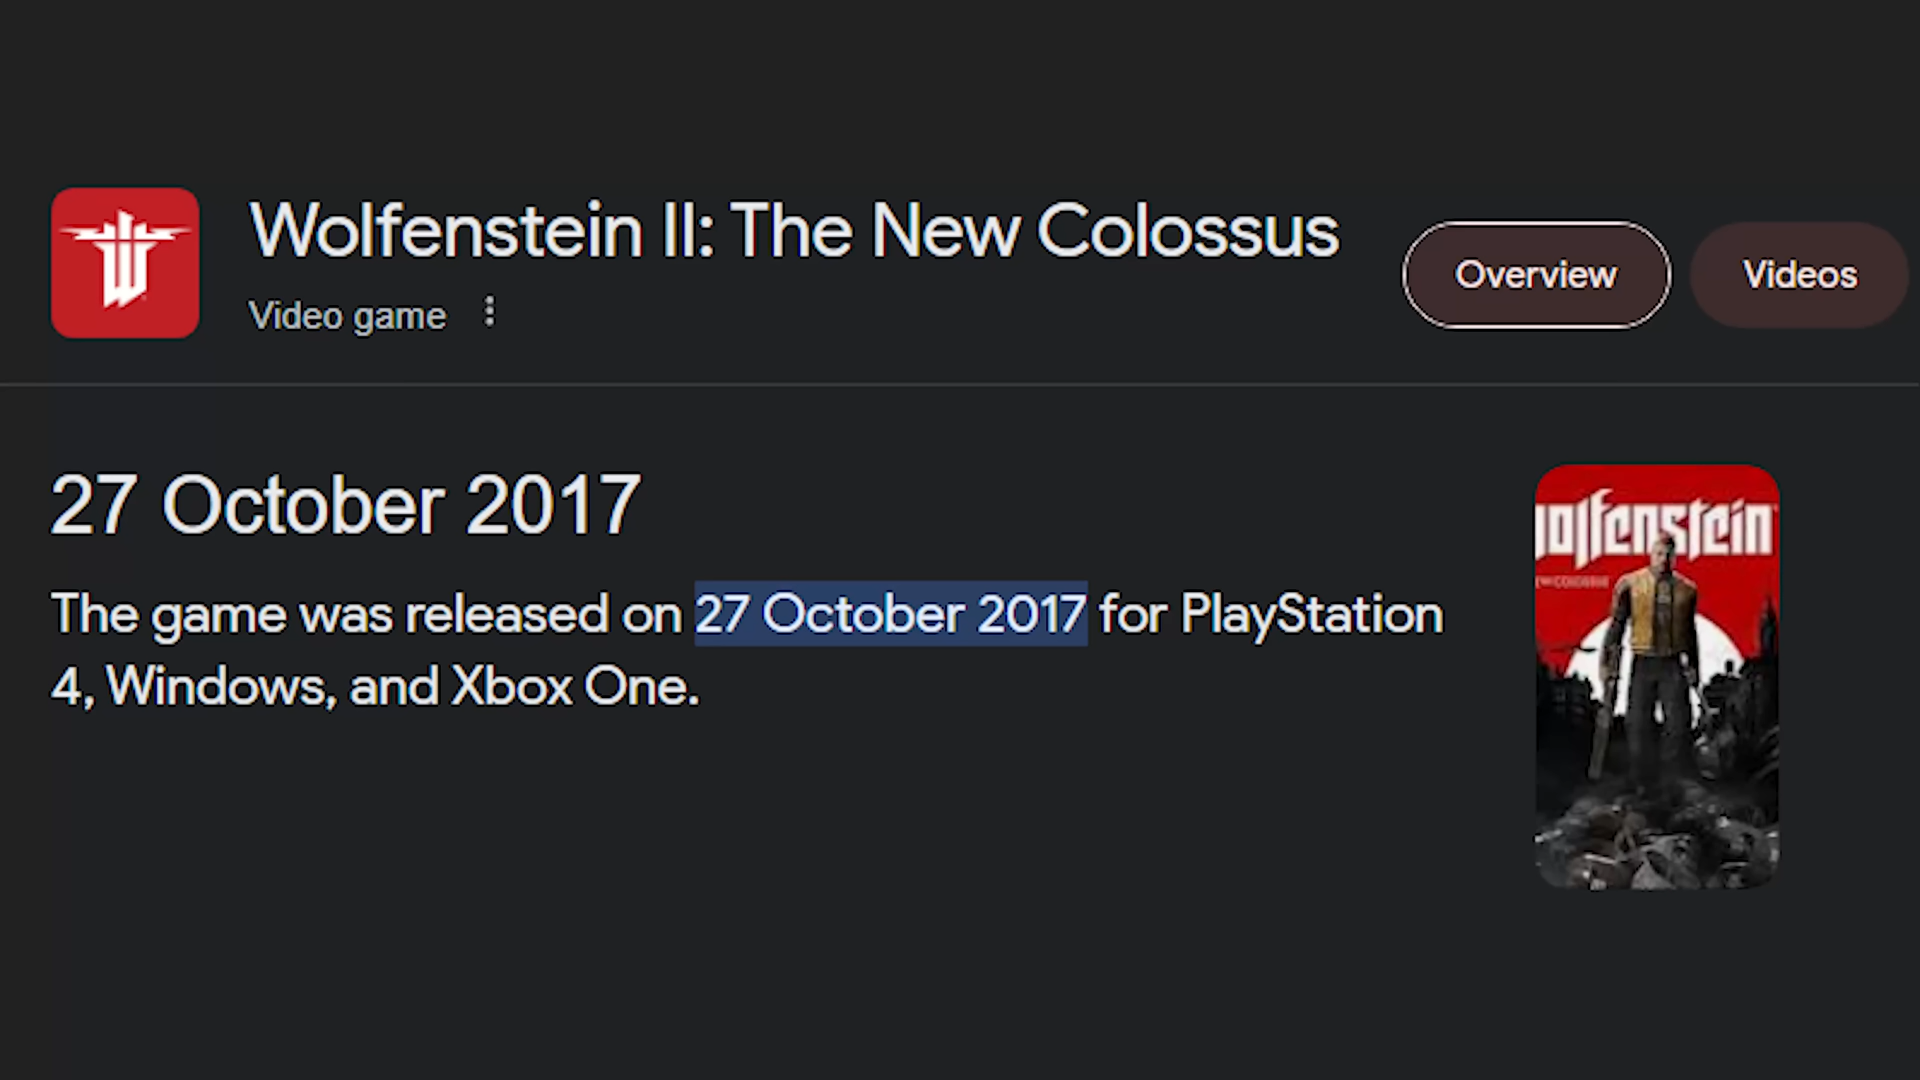 Wolfenstein II: The New Colossus
Video game
Overview
Videos
27 October 2017
The game was released on 27 October 2017 for PlayStation
4, Windows, and Xbox One.
Wolfenstein